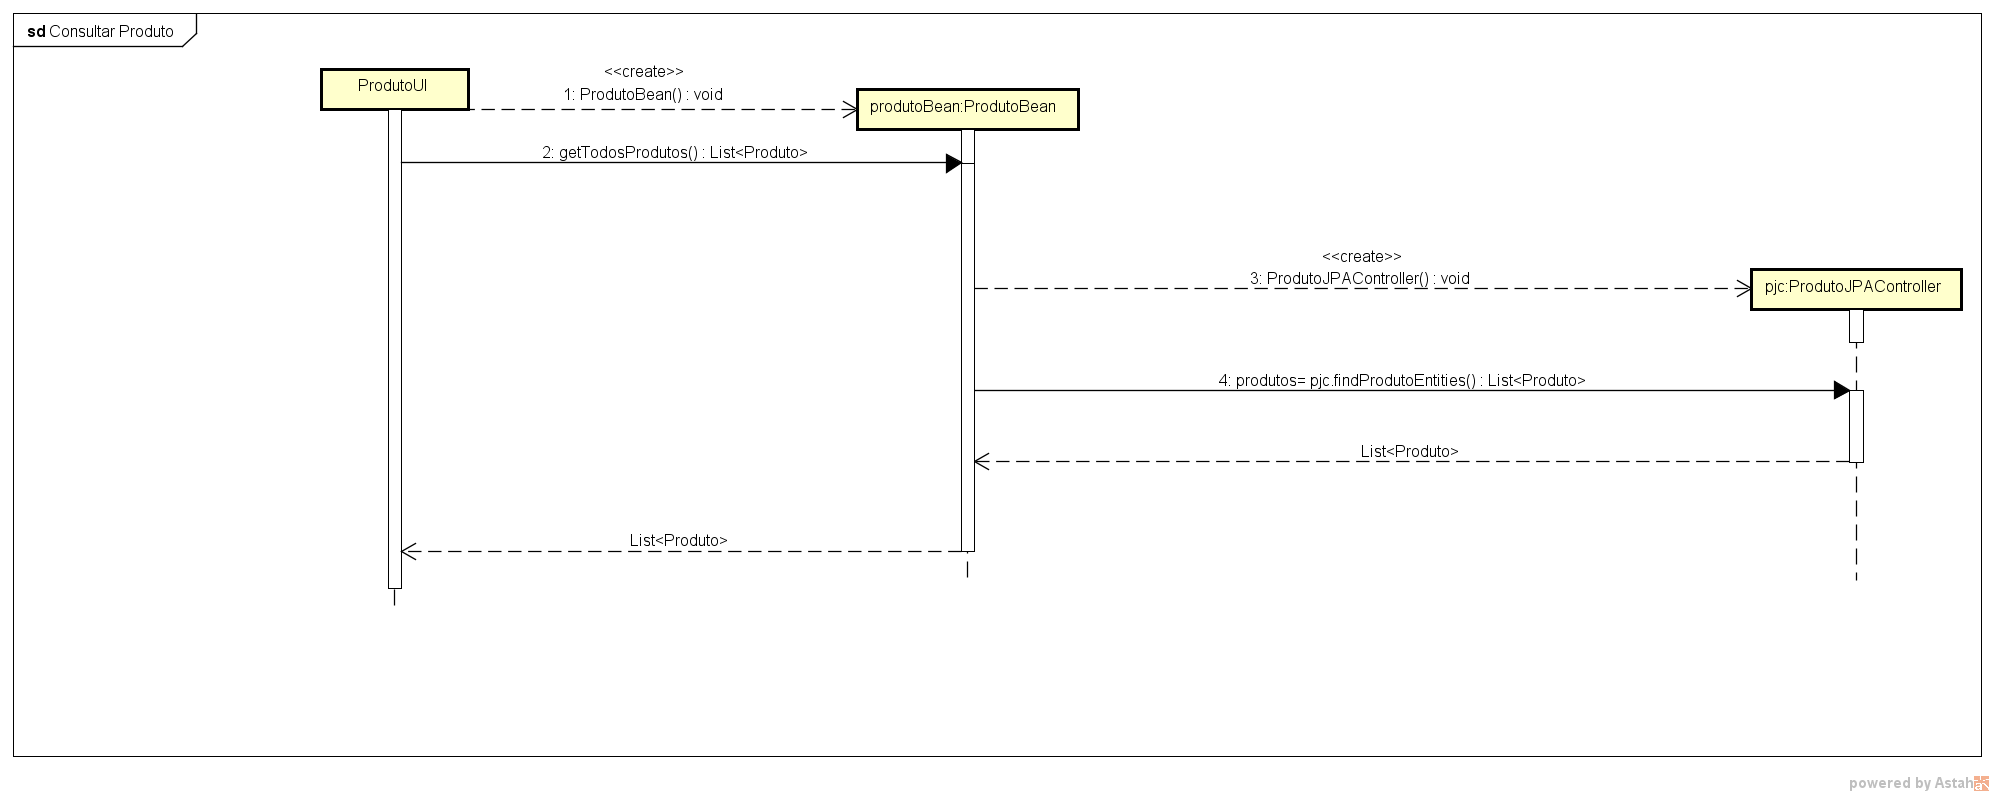 sd Consultar Produto
ProdutoUI
<<create>>
1: ProdutoBean() : void
produtoBean:ProdutoBean
2: getTodosProdutos() : List<Produto>
<<create>>
3: ProdutoJPAController() : void
pjc:ProdutoJPAController
4: produtos= pjc.findProdutoEntities() : List<Produto>
List<Produto>
List<Produto>
powered by Astah